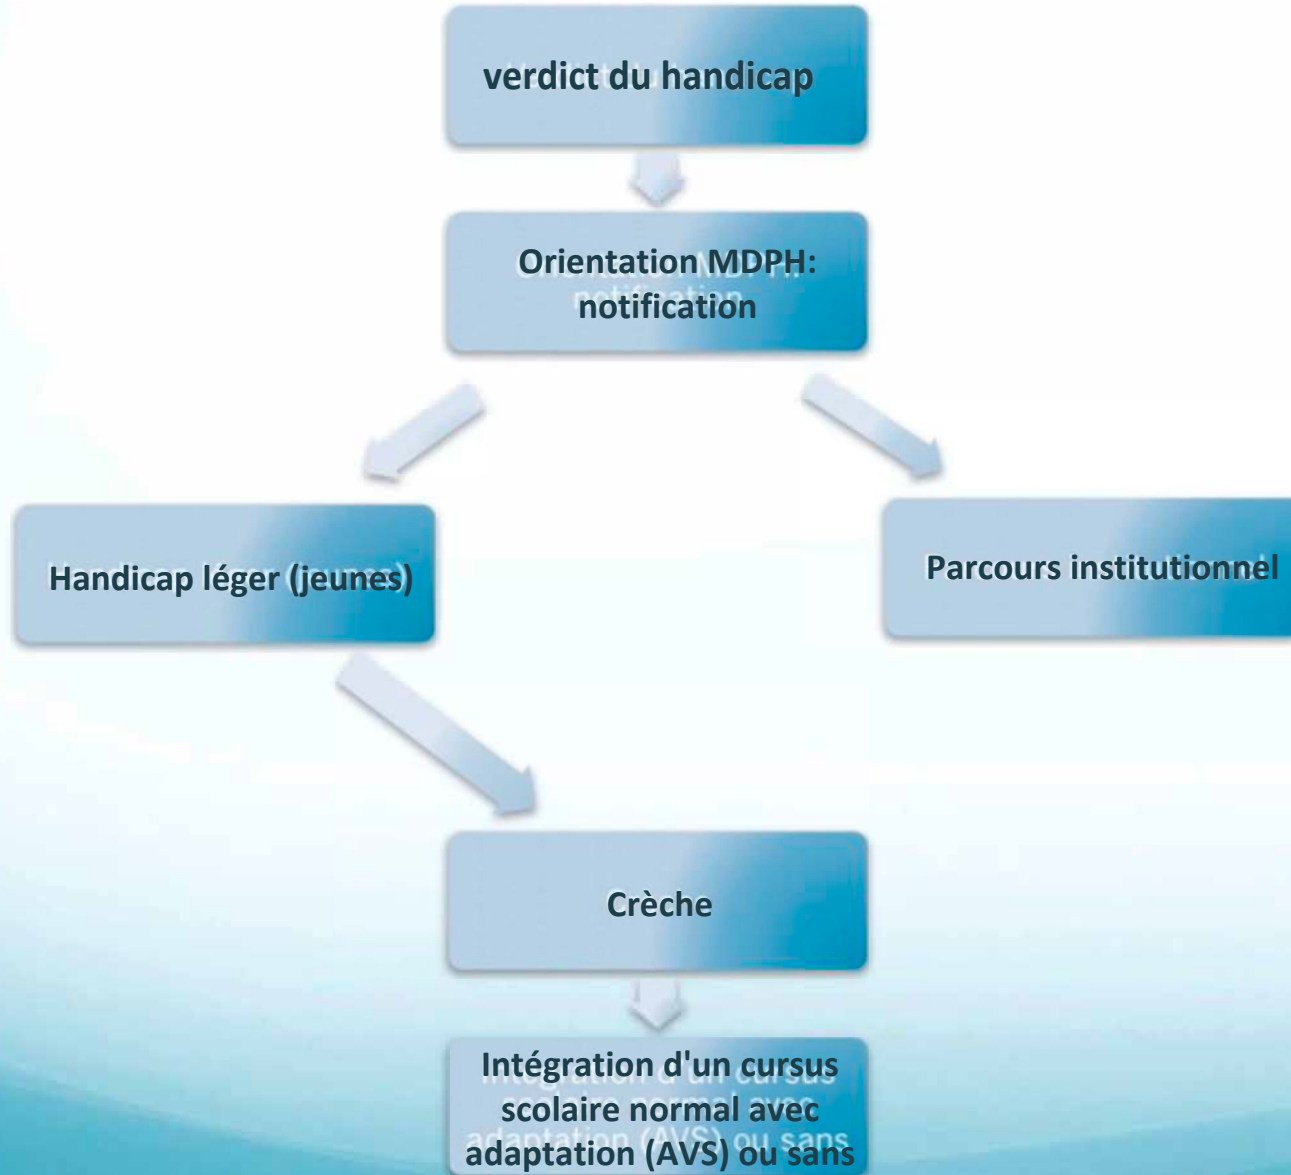 verdict du handicap
Orientation MDPH:
notification
Handicap léger (jeunes)
Parcours institutionnel
Crèche
Intégration d'un cursus
scolaire normal avec
adaptation (AVS) ou sans